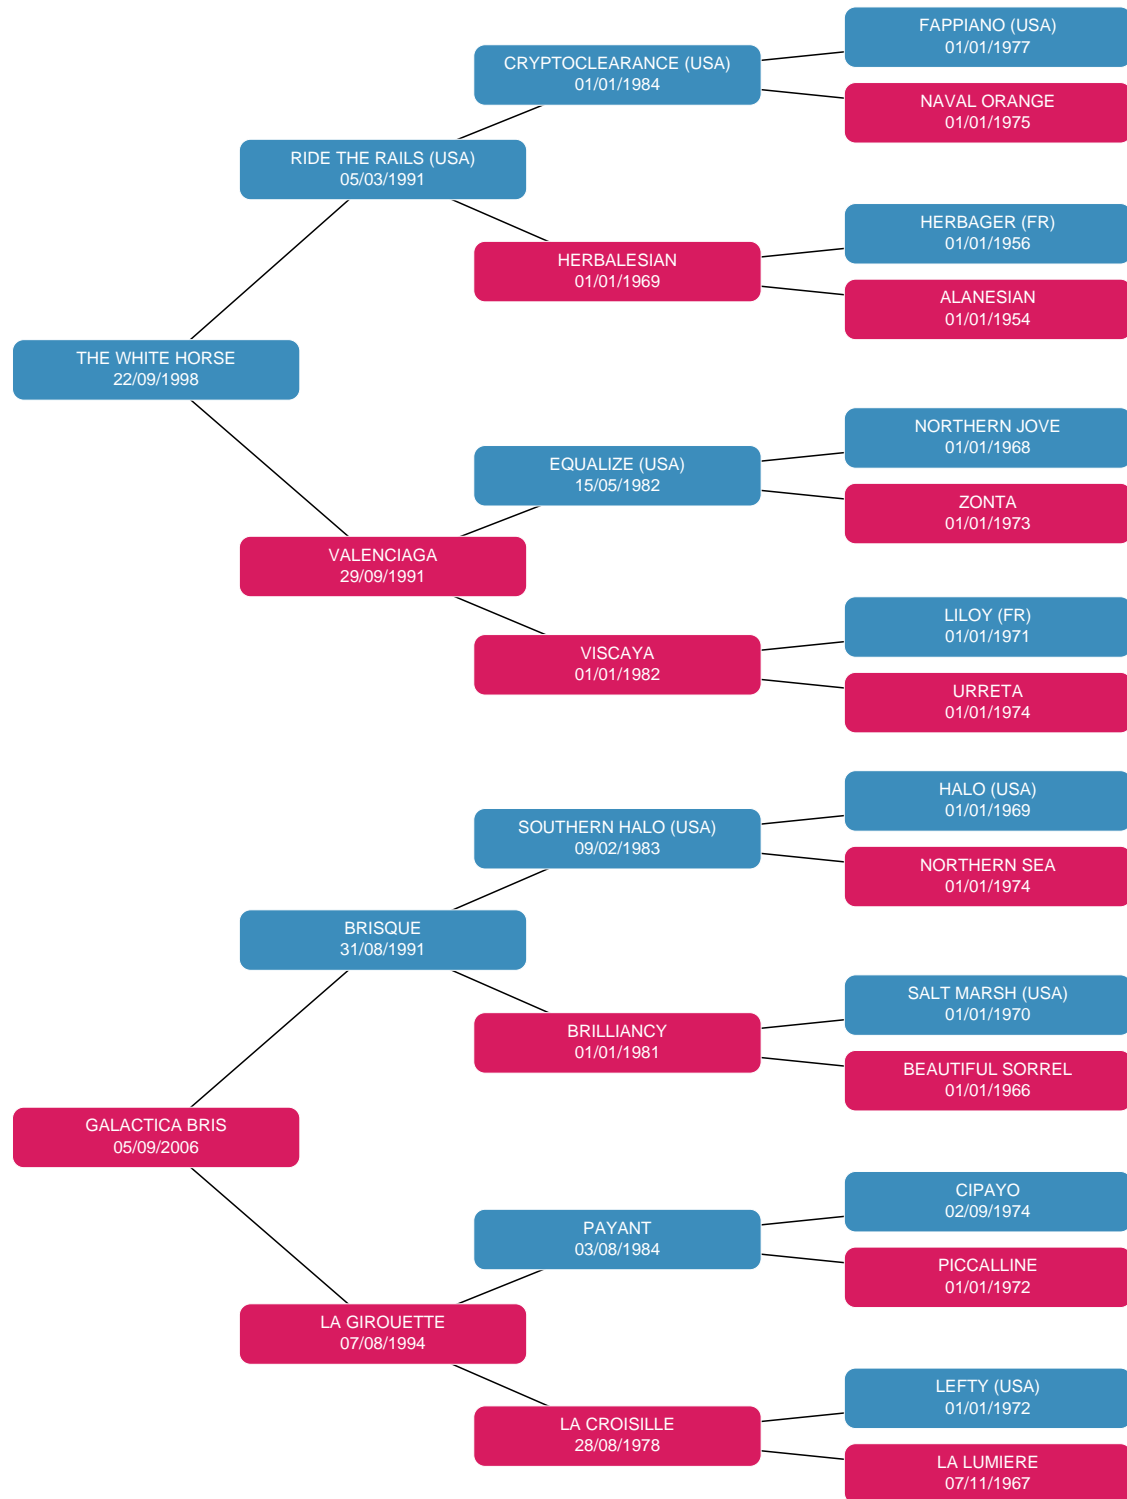 FAPPIANO (USA)
01/01/1977
CRYPTOCLEARANCE (USA)
01/01/1984
NAVAL ORANGE
01/01/1975
RIDE THE RAILS (USA)
05/03/1991
HERBAGER (FR)
01/01/1956
HERBALESIAN
01/01/1969
ALANESIAN
01/01/1954
THE WHITE HORSE
22/09/1998
NORTHERN JOVE
01/01/1968
EQUALIZE (USA)
15/05/1982
ZONTA
01/01/1973
VALENCIAGA
29/09/1991
LILOY (FR)
01/01/1971
VISCAYA
01/01/1982
URRETA
01/01/1974
HALO (USA)
01/01/1969
SOUTHERN HALO (USA)
09/02/1983
NORTHERN SEA
01/01/1974
BRISQUE
31/08/1991
SALT MARSH (USA)
01/01/1970
BRILLIANCY
01/01/1981
BEAUTIFUL SORREL
01/01/1966
GALACTICA BRIS
05/09/2006
CIPAYO
02/09/1974
PAYANT
03/08/1984
PICCALLINE
01/01/1972
LA GIROUETTE
07/08/1994
LEFTY (USA)
01/01/1972
LA CROISILLE
28/08/1978
LA LUMIERE
07/11/1967